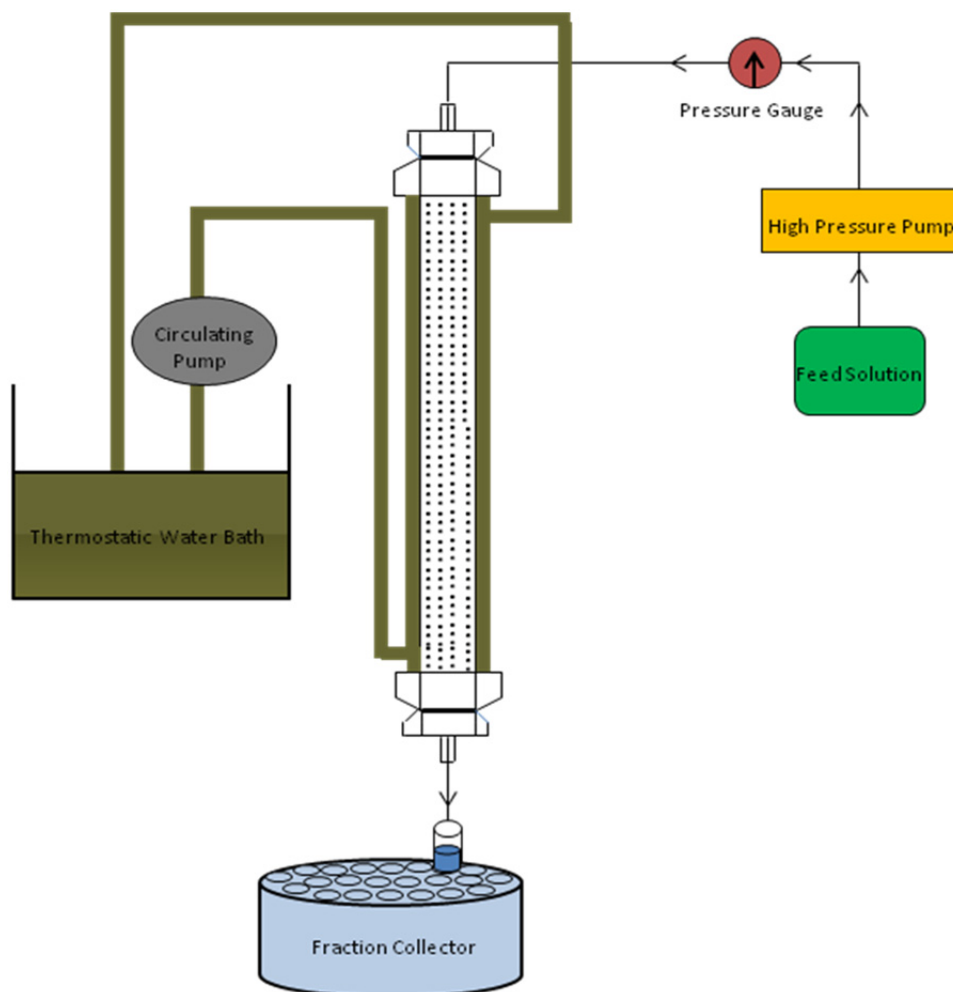 Pressure Gauge
High Pressure Pump
Circulating
Pump
Feed Solution
Thermostatic Water Bath
Fraction Collector